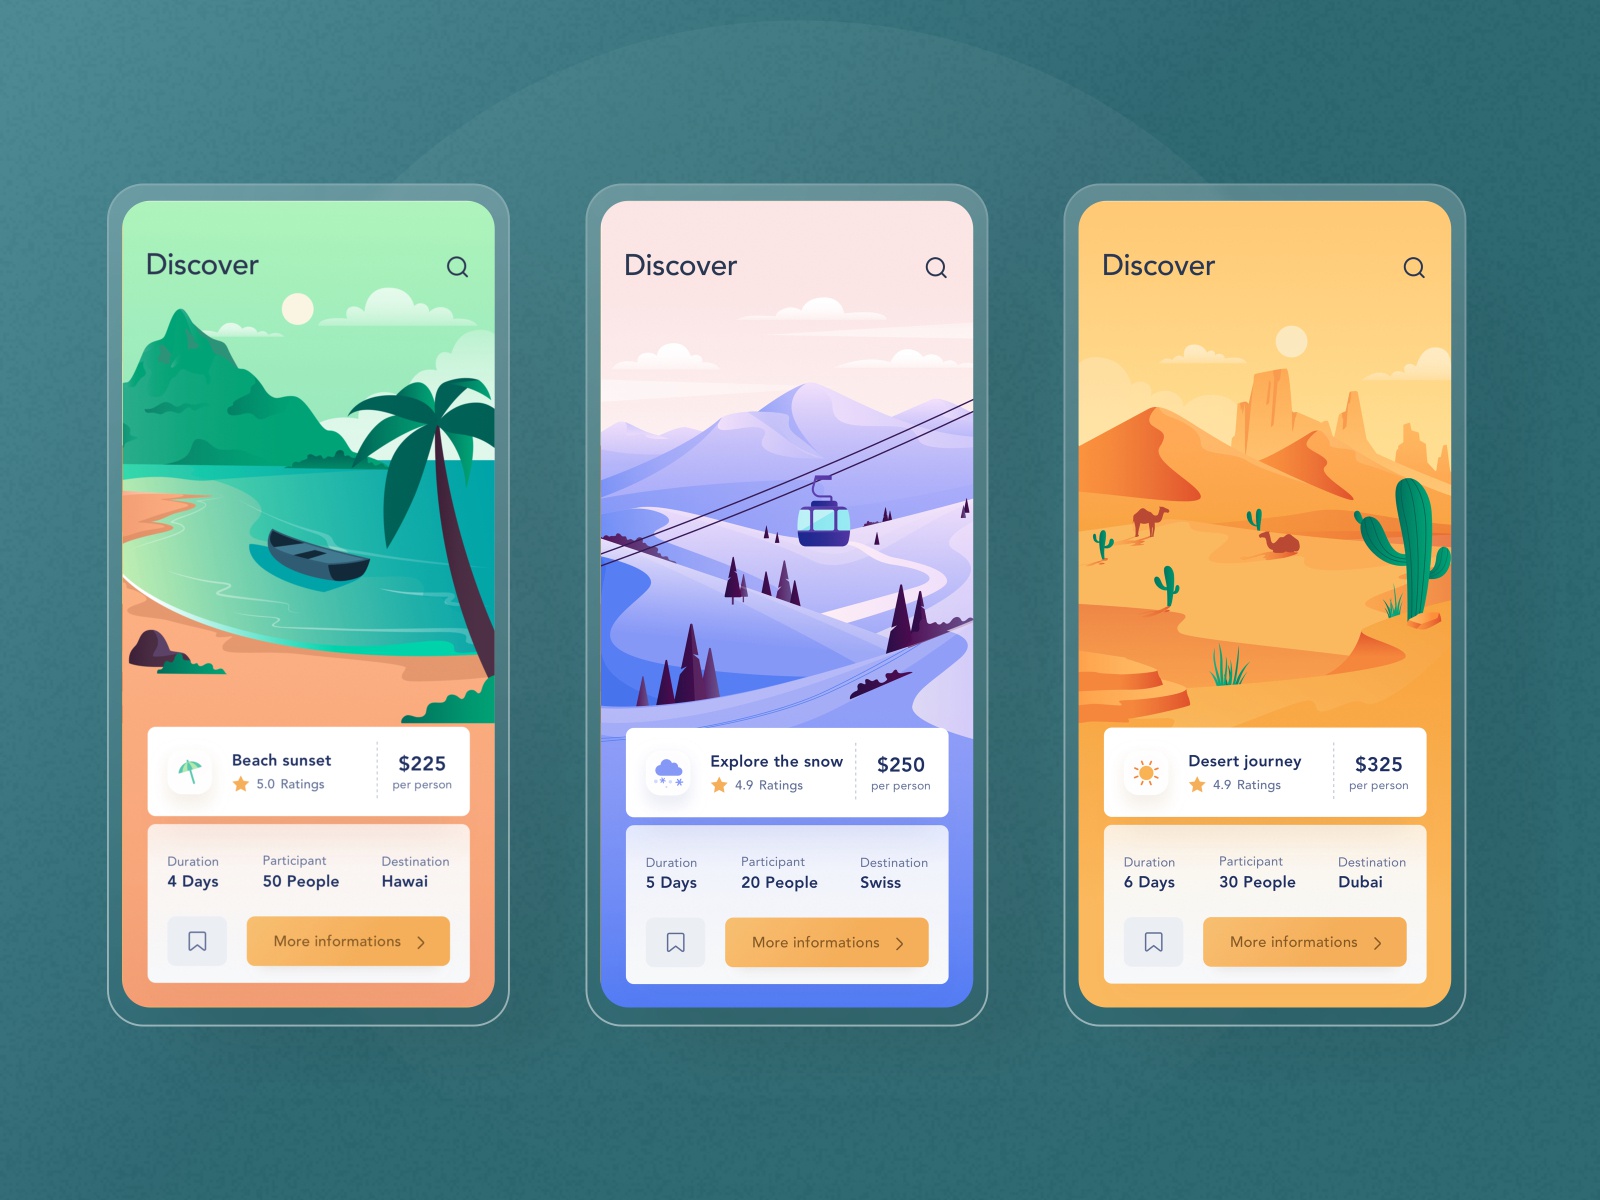 Discover
Beach sunset
5.0 Ratings
$225
per person
Duration
4 Days
Participant
50 People
Destination
Hawai
More informations
Discover
Explore the snow
4.9 Ratings
$250
per person
Duration
5 Days
Participant
20 People
Destination
Swiss
More informations
Discover
Desert journey
4.9 Ratings
$325
per person
Duration
6 Days
Participant
30 People
Destination
Dubai
More informations